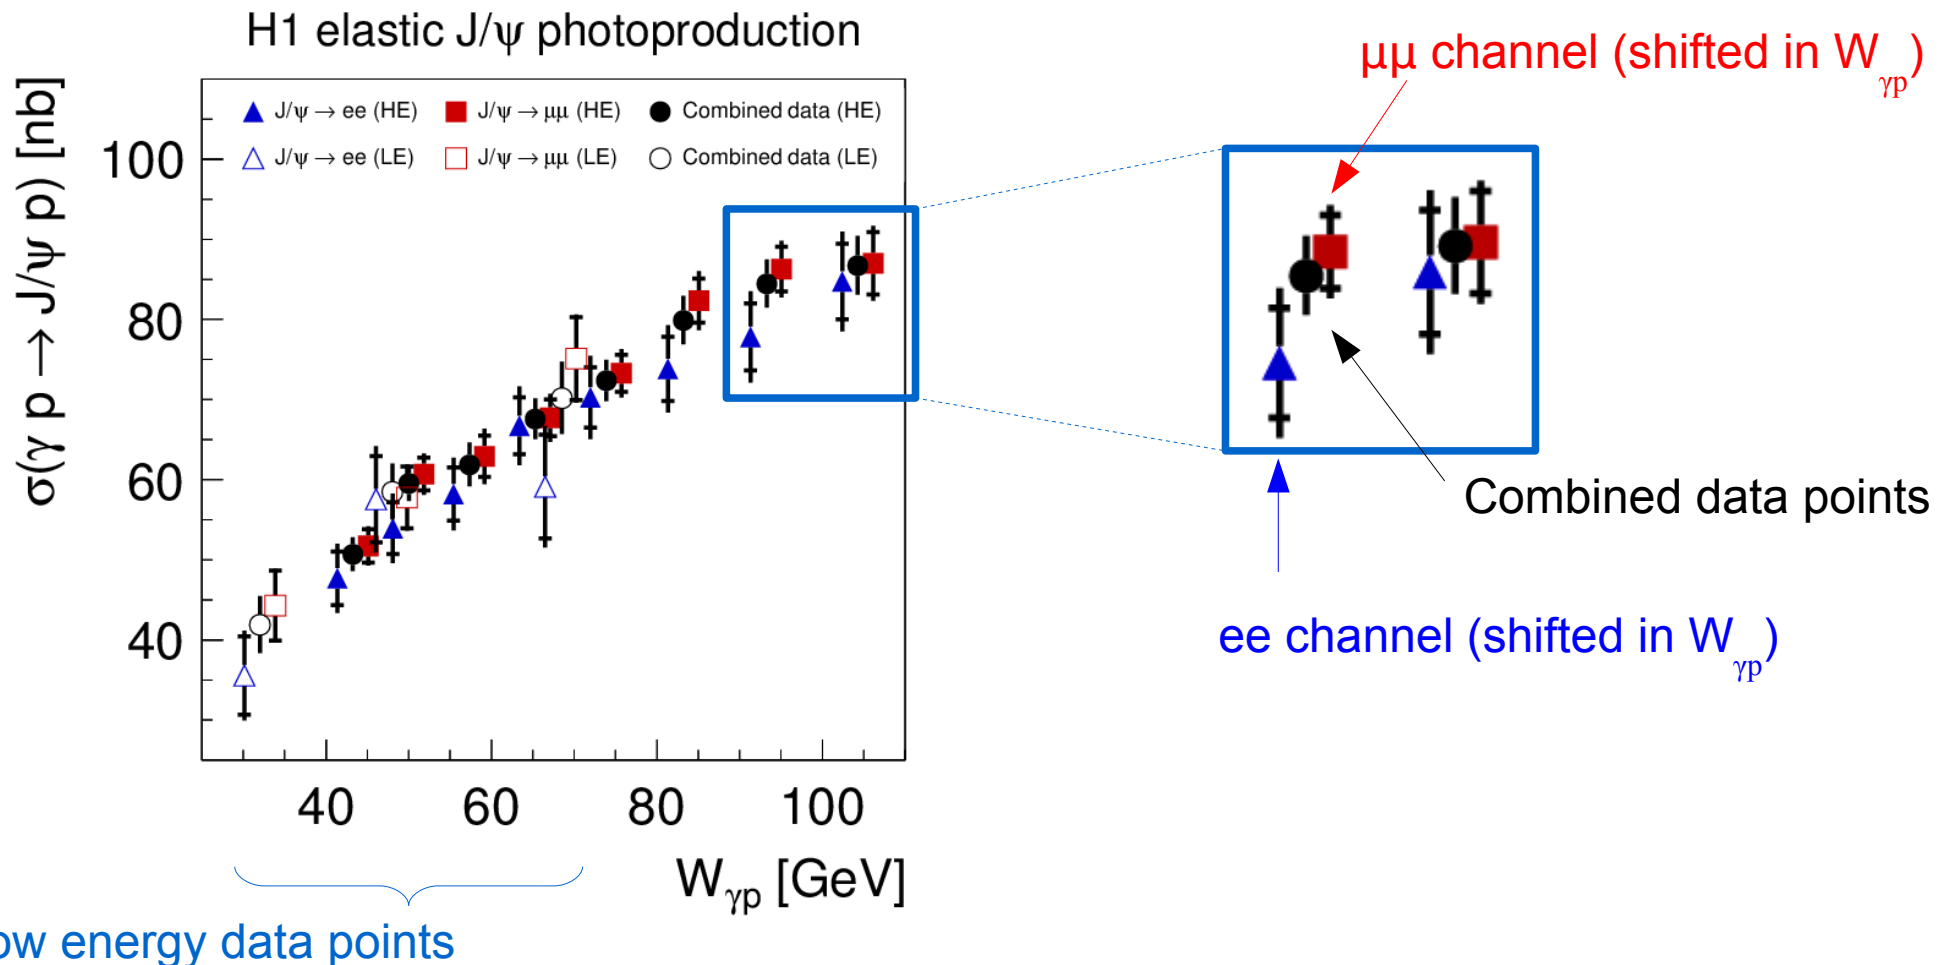 H1 elastic J/ψ photoproduction
μμ channel (shifted in Wγp)
σ(γ p → J/ψ p) [nb]
J/ψ → ee (HE) J/ψ → μμ (HE) Combined data (HE)
J/ψ → ee (LE) J/ψ → μμ (LE) Combined data (LE)
100
80
60
40
Combined data points
ee channel (shifted in Wγp)
40 60 80 100
Wγp [GeV]
ow energy data points